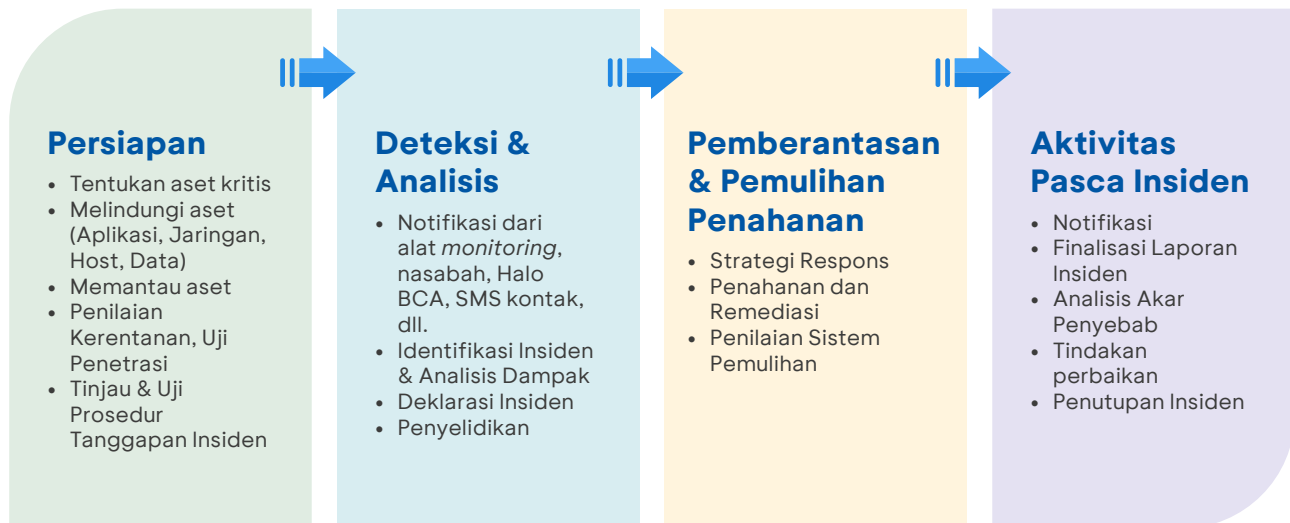 Persiapan
• Tentukan aset kritis
• Melindungi aset
(Aplikasi, Jaringan,
Host, Data)
• Memantau aset
• Penilaian
Kerentanan, Uji
Penetrasi
• Tinjau & Uji
Prosedur
Tanggapan Insiden
Deteksi &
Analisis
• Notifikasi dari
alat monitoring,
nasabah, Halo
BCA, SMS kontak,
dll.
• Identifikasi Insiden
& Analisis Dampak
• Deklarasi Insiden
• Penyelidikan
Pemberantasan
& Pemulihan
Penahanan
• Strategi Respons
• Penahanan dan
Remediasi
• Penilaian Sistem
Pemulihan
Aktivitas
Pasca Insiden
• Notifikasi
• Finalisasi Laporan
Insiden
• Analisis Akar
Penyebab
• Tindakan
perbaikan
• Penutupan Insiden